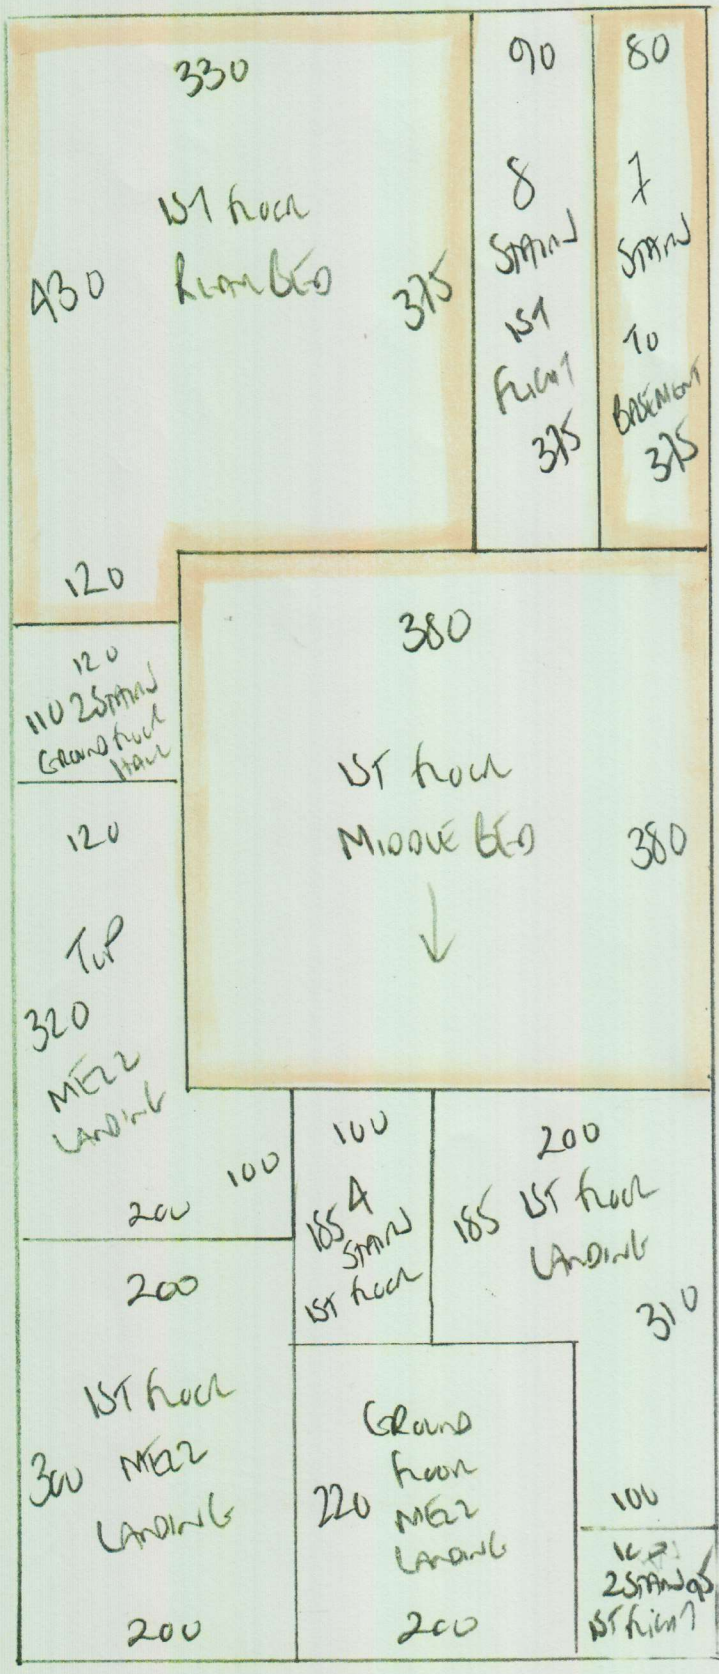 330
1ST FLOOR
REAR BED
430
375
120
90
8
STAIRS
1ST
FLIGHT
375
80
7
STAIRS
TO
BASEMENT
375
120
110 2 STAIRS
GROUND FLOOR
HALL
380
1ST FLOOR
MIDDLE BED
380
120
TOP
320
MEZZ
LANDING
100
200
100
185 4
STAIRS
1ST FLOOR
200
185 1ST FLOOR
LANDING
310
100
200
1ST FLOOR
300 MEZZ
LANDING
200
GROUND
FLOOR
220 MEZZ
LANDING
200
2 STAIRS 95
1ST FLIGHT